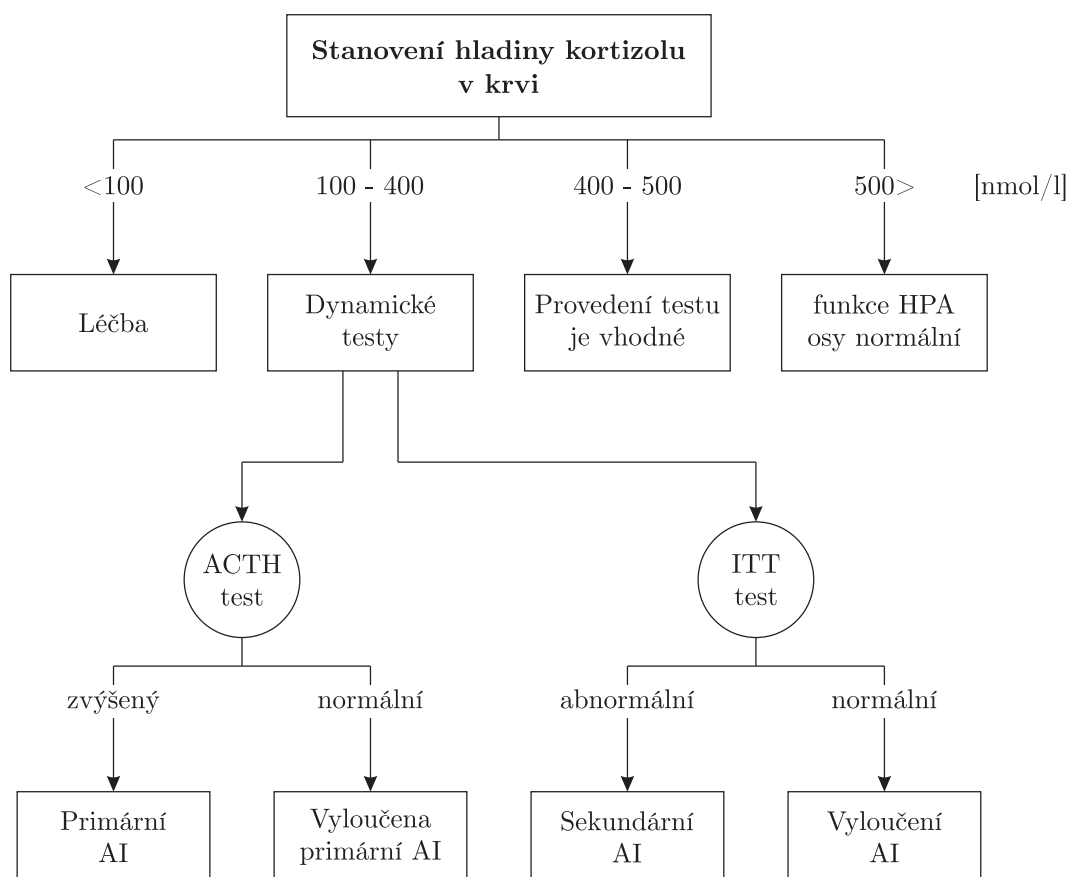 Stanovení hladiny kortizolu
v krvi
<100
100 - 400
400 - 500
500>
[nmol/l]
Léčba
Dynamické
testy
Provedení testu
je vhodné
funkce HPA
osy normální
ACTH
test
ITT
test
zvýšený
normální
abnormální
normální
Primární
AI
Vyloučena
primární AI
Sekundární
AI
Vyloučení
AI